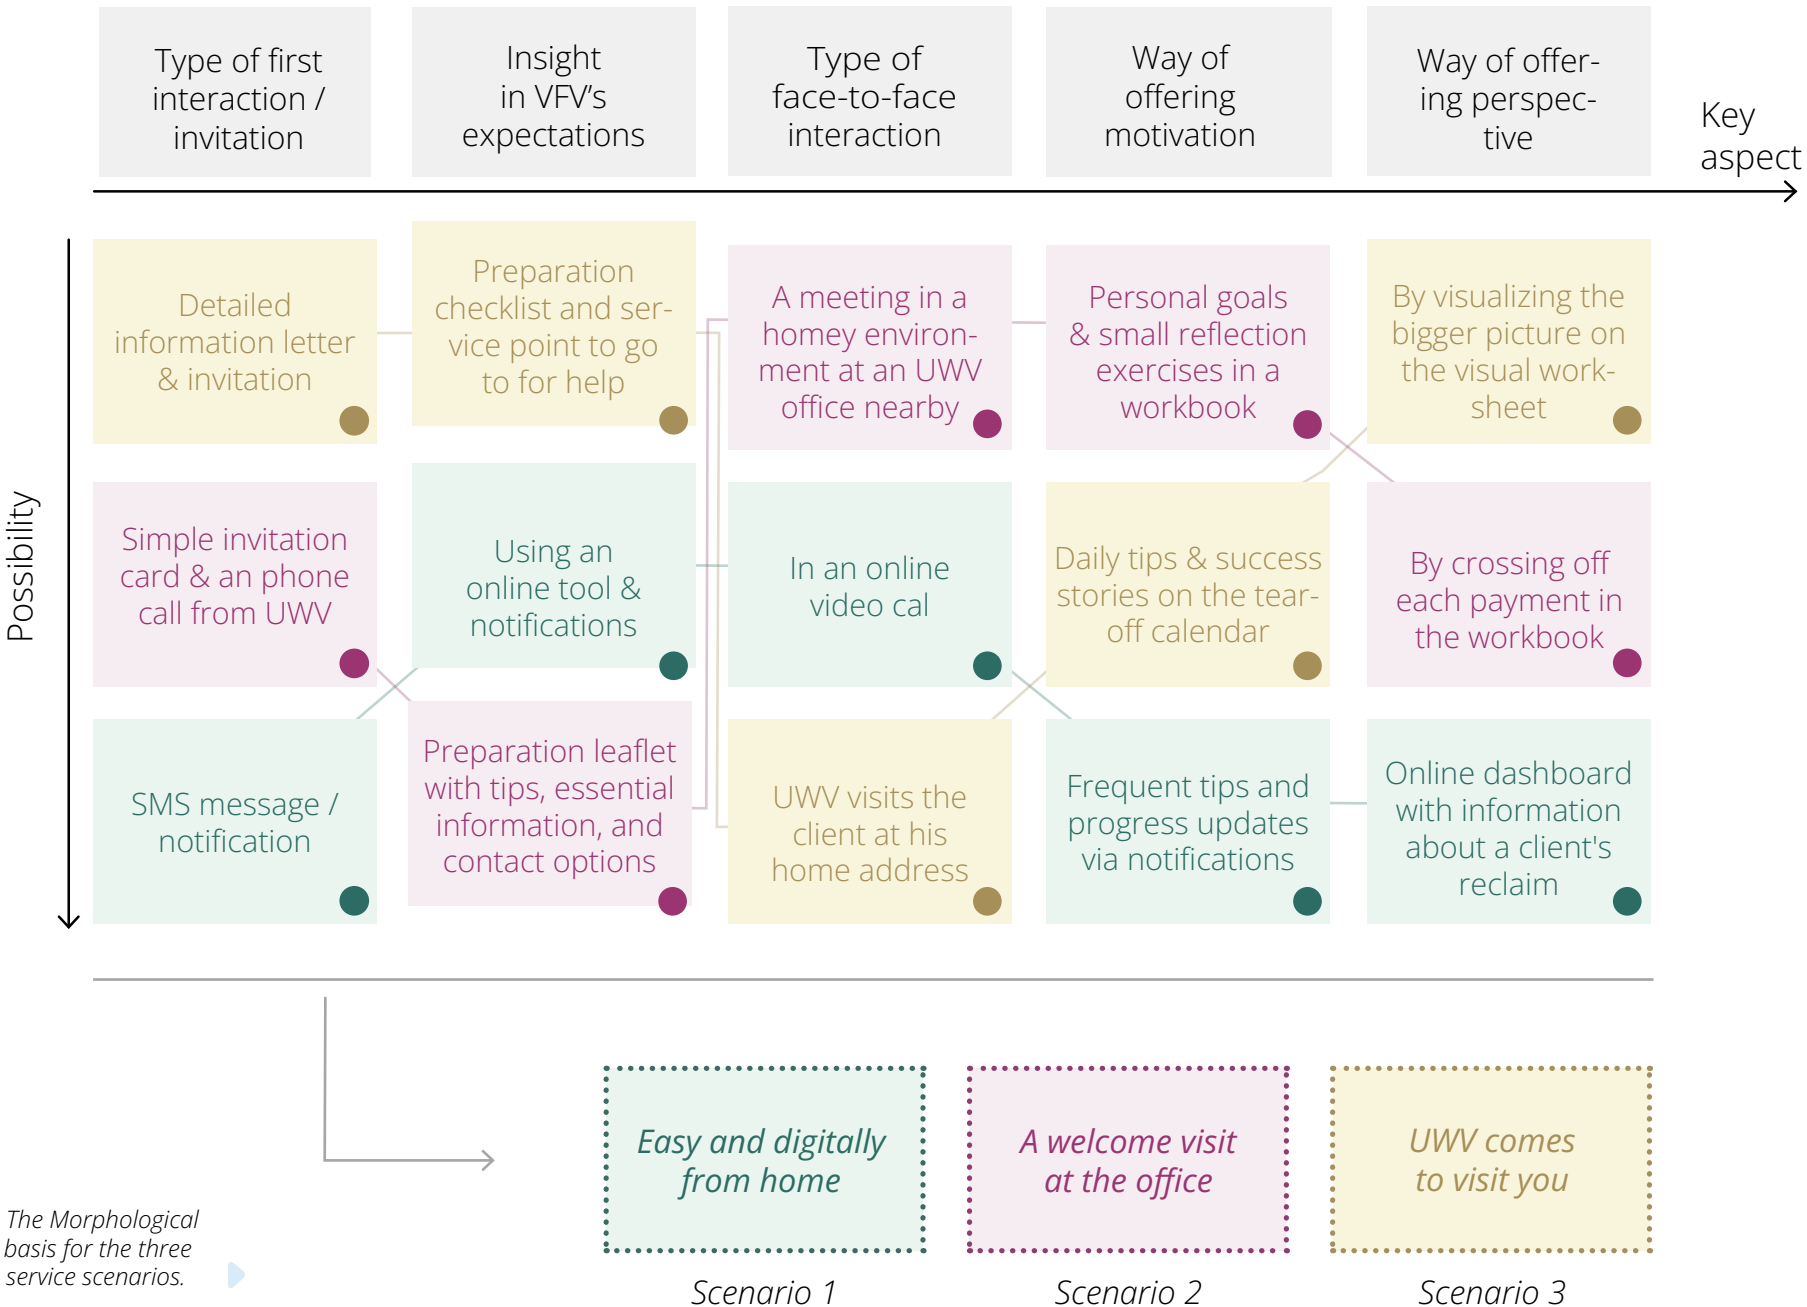 Type of first
interaction /
invitation
Insight
in VFV's
expectations
Type of
face-to-face
interaction
Way of
offering
motivation
Way of offer-
ing perspec-
tive
Key
aspect
Possibility
Detailed
information letter
& invitation
Preparation
checklist and ser-
vice point to go
to for help
A meeting in a
homey environ-
ment at an UWV
office nearby
Personal goals
& small reflection
exercises in a
workbook
By visualizing the
bigger picture on
the visual work-
sheet
Simple invitation
card & an phone
call from UWV
Using an
online tool &
notifications
In an online
video cal
Daily tips & success
stories on the tear-
off calendar
By crossing off
each payment in
the workbook
SMS message /
notification
Preparation leaflet
with tips, essential
information, and
contact options
UWV visits the
client at his
home address
Frequent tips and
progress updates
via notifications
Online dashboard
with information
about a client's
reclaim
Easy and digitally
from home
A welcome visit
at the office
UWV comes
to visit you
Scenario 1
Scenario 2
Scenario 3
The Morphological
basis for the three
service scenarios.